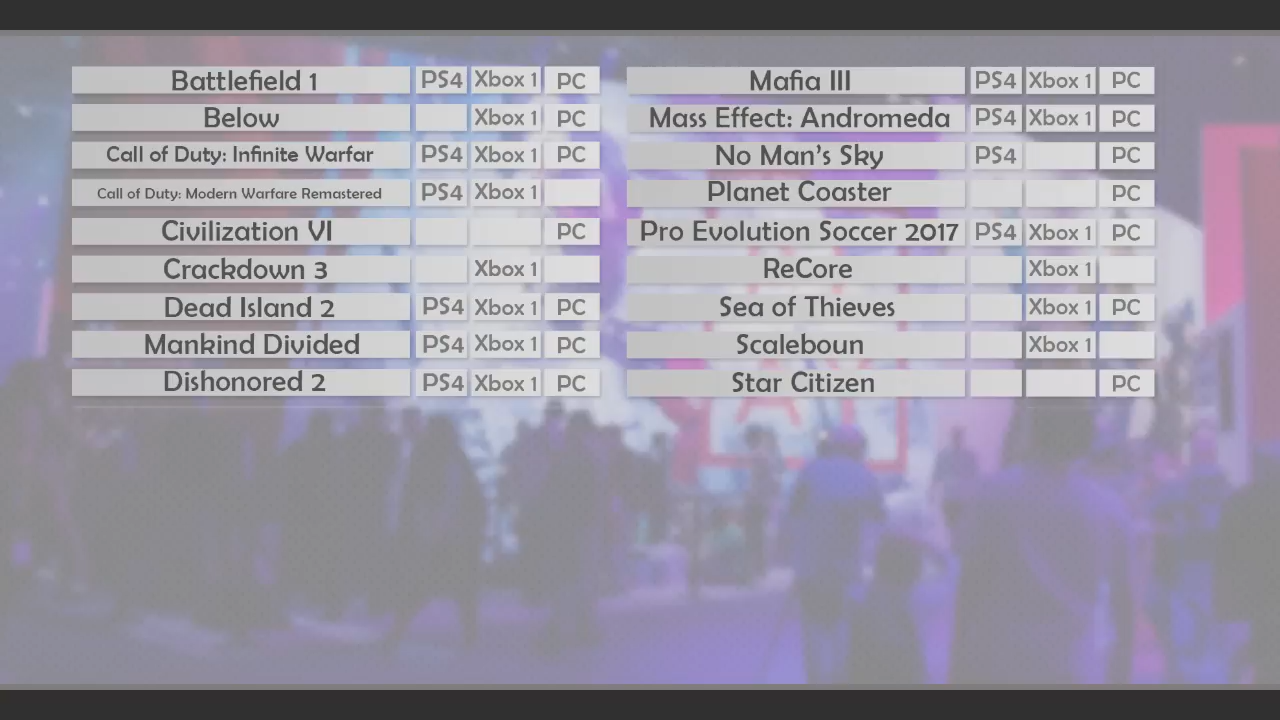 Battlefield 1 PS4 Xbox 1 PC
Below Xbox 1 PC
Call of Duty: Infinite Warfar PS4 Xbox 1 PC
Call of Duty: Modern Warfare Remastered PS4 Xbox 1
Civilization VI PC
Crackdown 3 Xbox 1
Dead Island 2 PS4 Xbox 1 PC
Mankind Divided PS4 Xbox 1 PC
Dishonored 2 PS4 Xbox 1 PC
Mafia III PS4 Xbox 1 PC
Mass Effect: Andromeda PS4 Xbox 1 PC
No Man's Sky PS4 PC
Planet Coaster PC
Pro Evolution Soccer 2017 PS4 Xbox 1 PC
ReCore Xbox 1
Sea of Thieves Xbox 1 PC
Scaleboun Xbox 1
Star Citizen PC